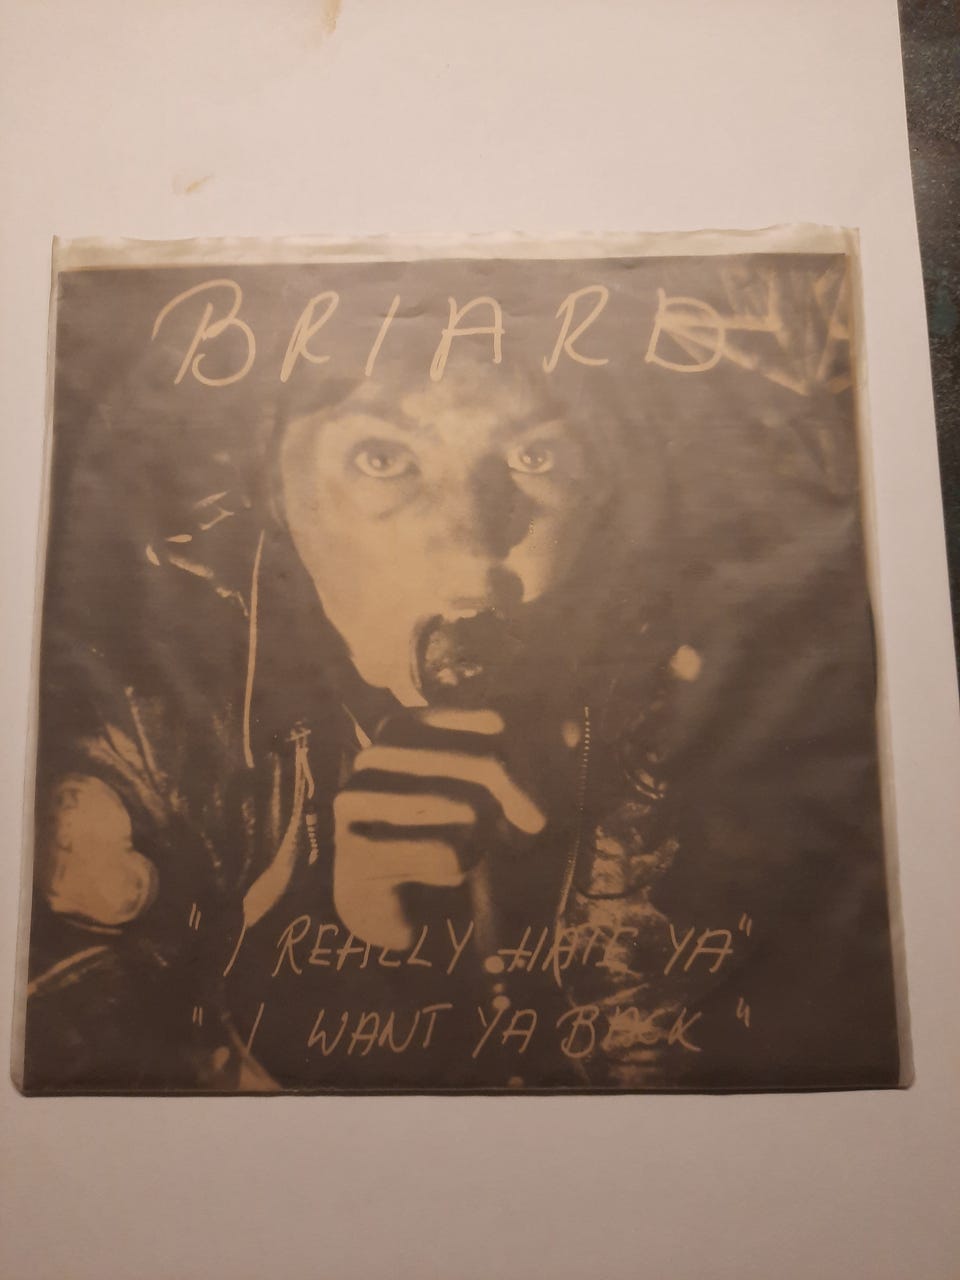 BRIARD
"I REALLY HATE YA"
"I WANT YA BACK"